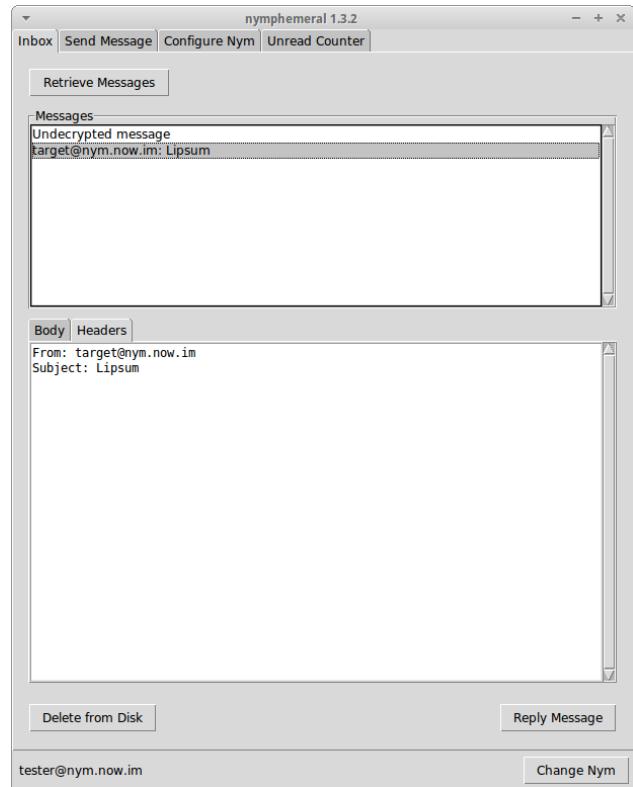 nymphemeral 1.3.2
Inbox Send Message Configure Nym Unread Counter
Retrieve Messages
Messages
Undecrypted message
target@nym.now.im: Lipsum
Body Headers
From: target@nym.now.im
Subject: Lipsum
Delete from Disk Reply Message
tester@nym.now.im Change Nym